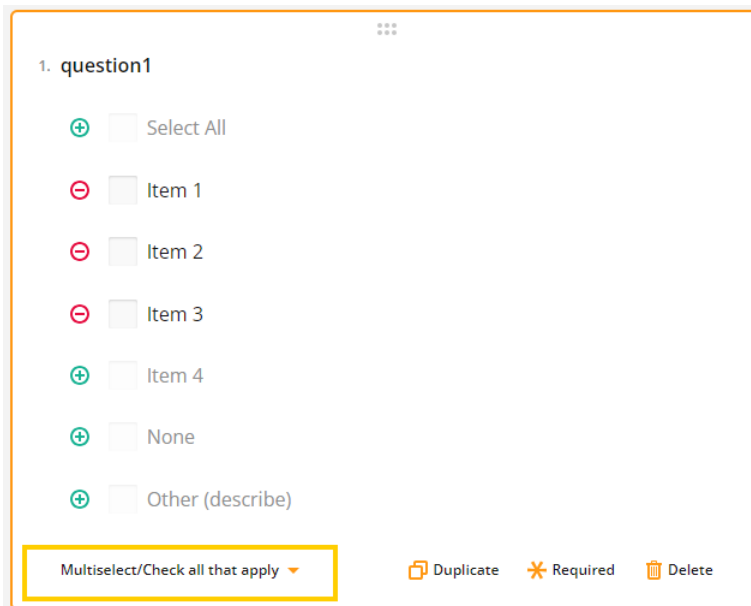 1. question1
Select All
Item 1
Item 2
Item 3
Item 4
None
Other (describe)
Multiselect/Check all that apply Duplicate Required Delete